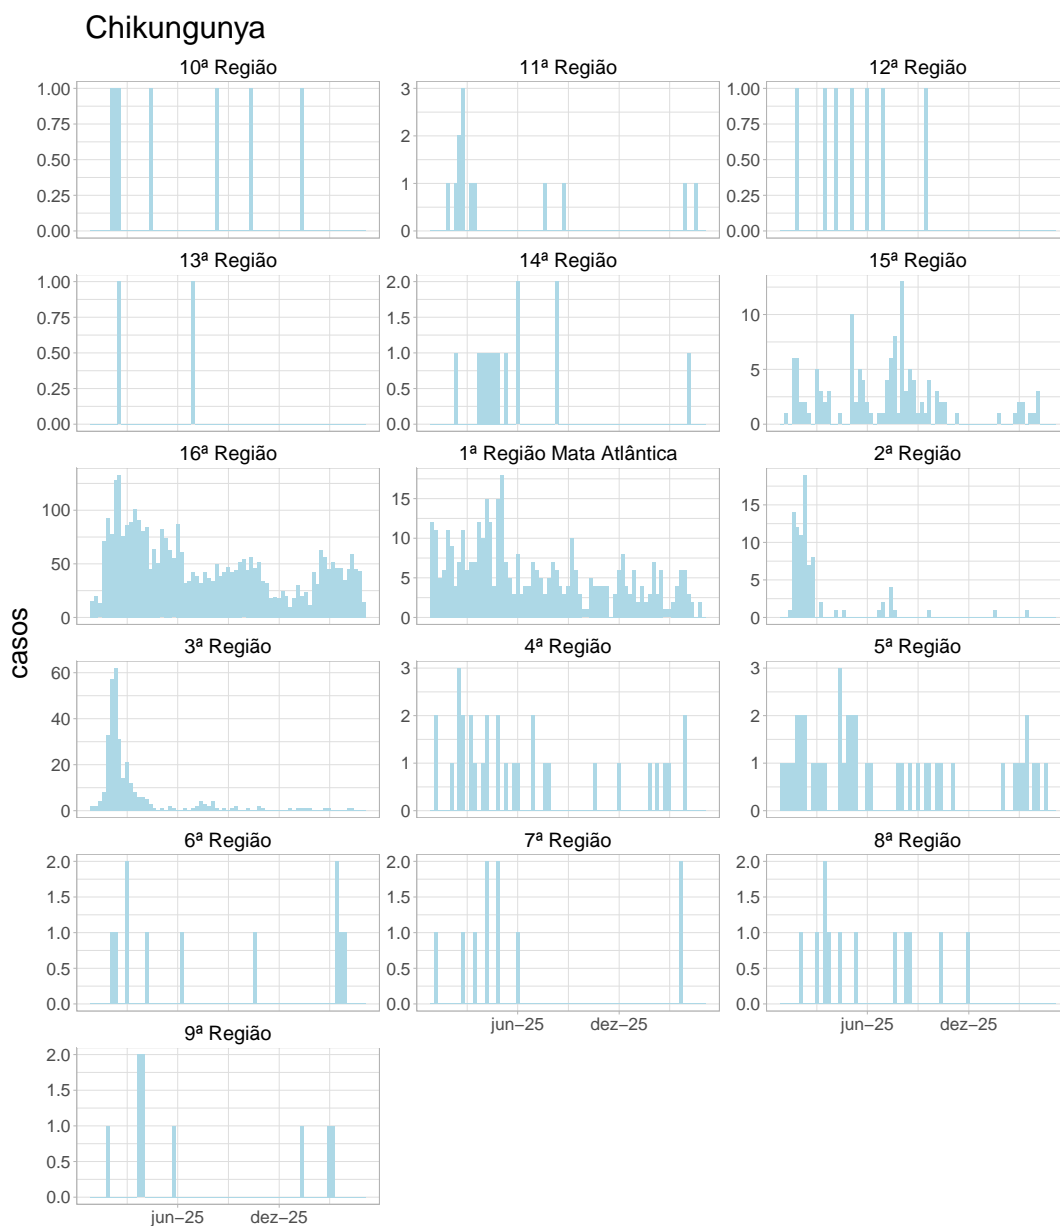 Chikungunya
10ª Região 11ª Região 12ª Região
1.00 0.75 0.50 0.25 0.00
3 2 1 0
1.00 0.75 0.50 0.25 0.00
13ª Região 14ª Região 15ª Região
1.00 0.75 0.50 0.25 0.00
2.0 1.5 1.0 0.5 0.0
10 5 0
16ª Região 1ª Região Mata Atlântica 2ª Região
100 50 0
15 10 5 0
15 10 5 0
casos
3ª Região 4ª Região 5ª Região
60 40 20 0
3 2 1 0
3 2 1 0
6ª Região 7ª Região 8ª Região
2.0 1.5 1.0 0.5 0.0
2.0 1.5 1.0 0.5 0.0
2.0 1.5 1.0 0.5 0.0
jun−25 dez−25 jun−25 dez−25
9ª Região
2.0 1.5 1.0 0.5 0.0
jun−25 dez−25